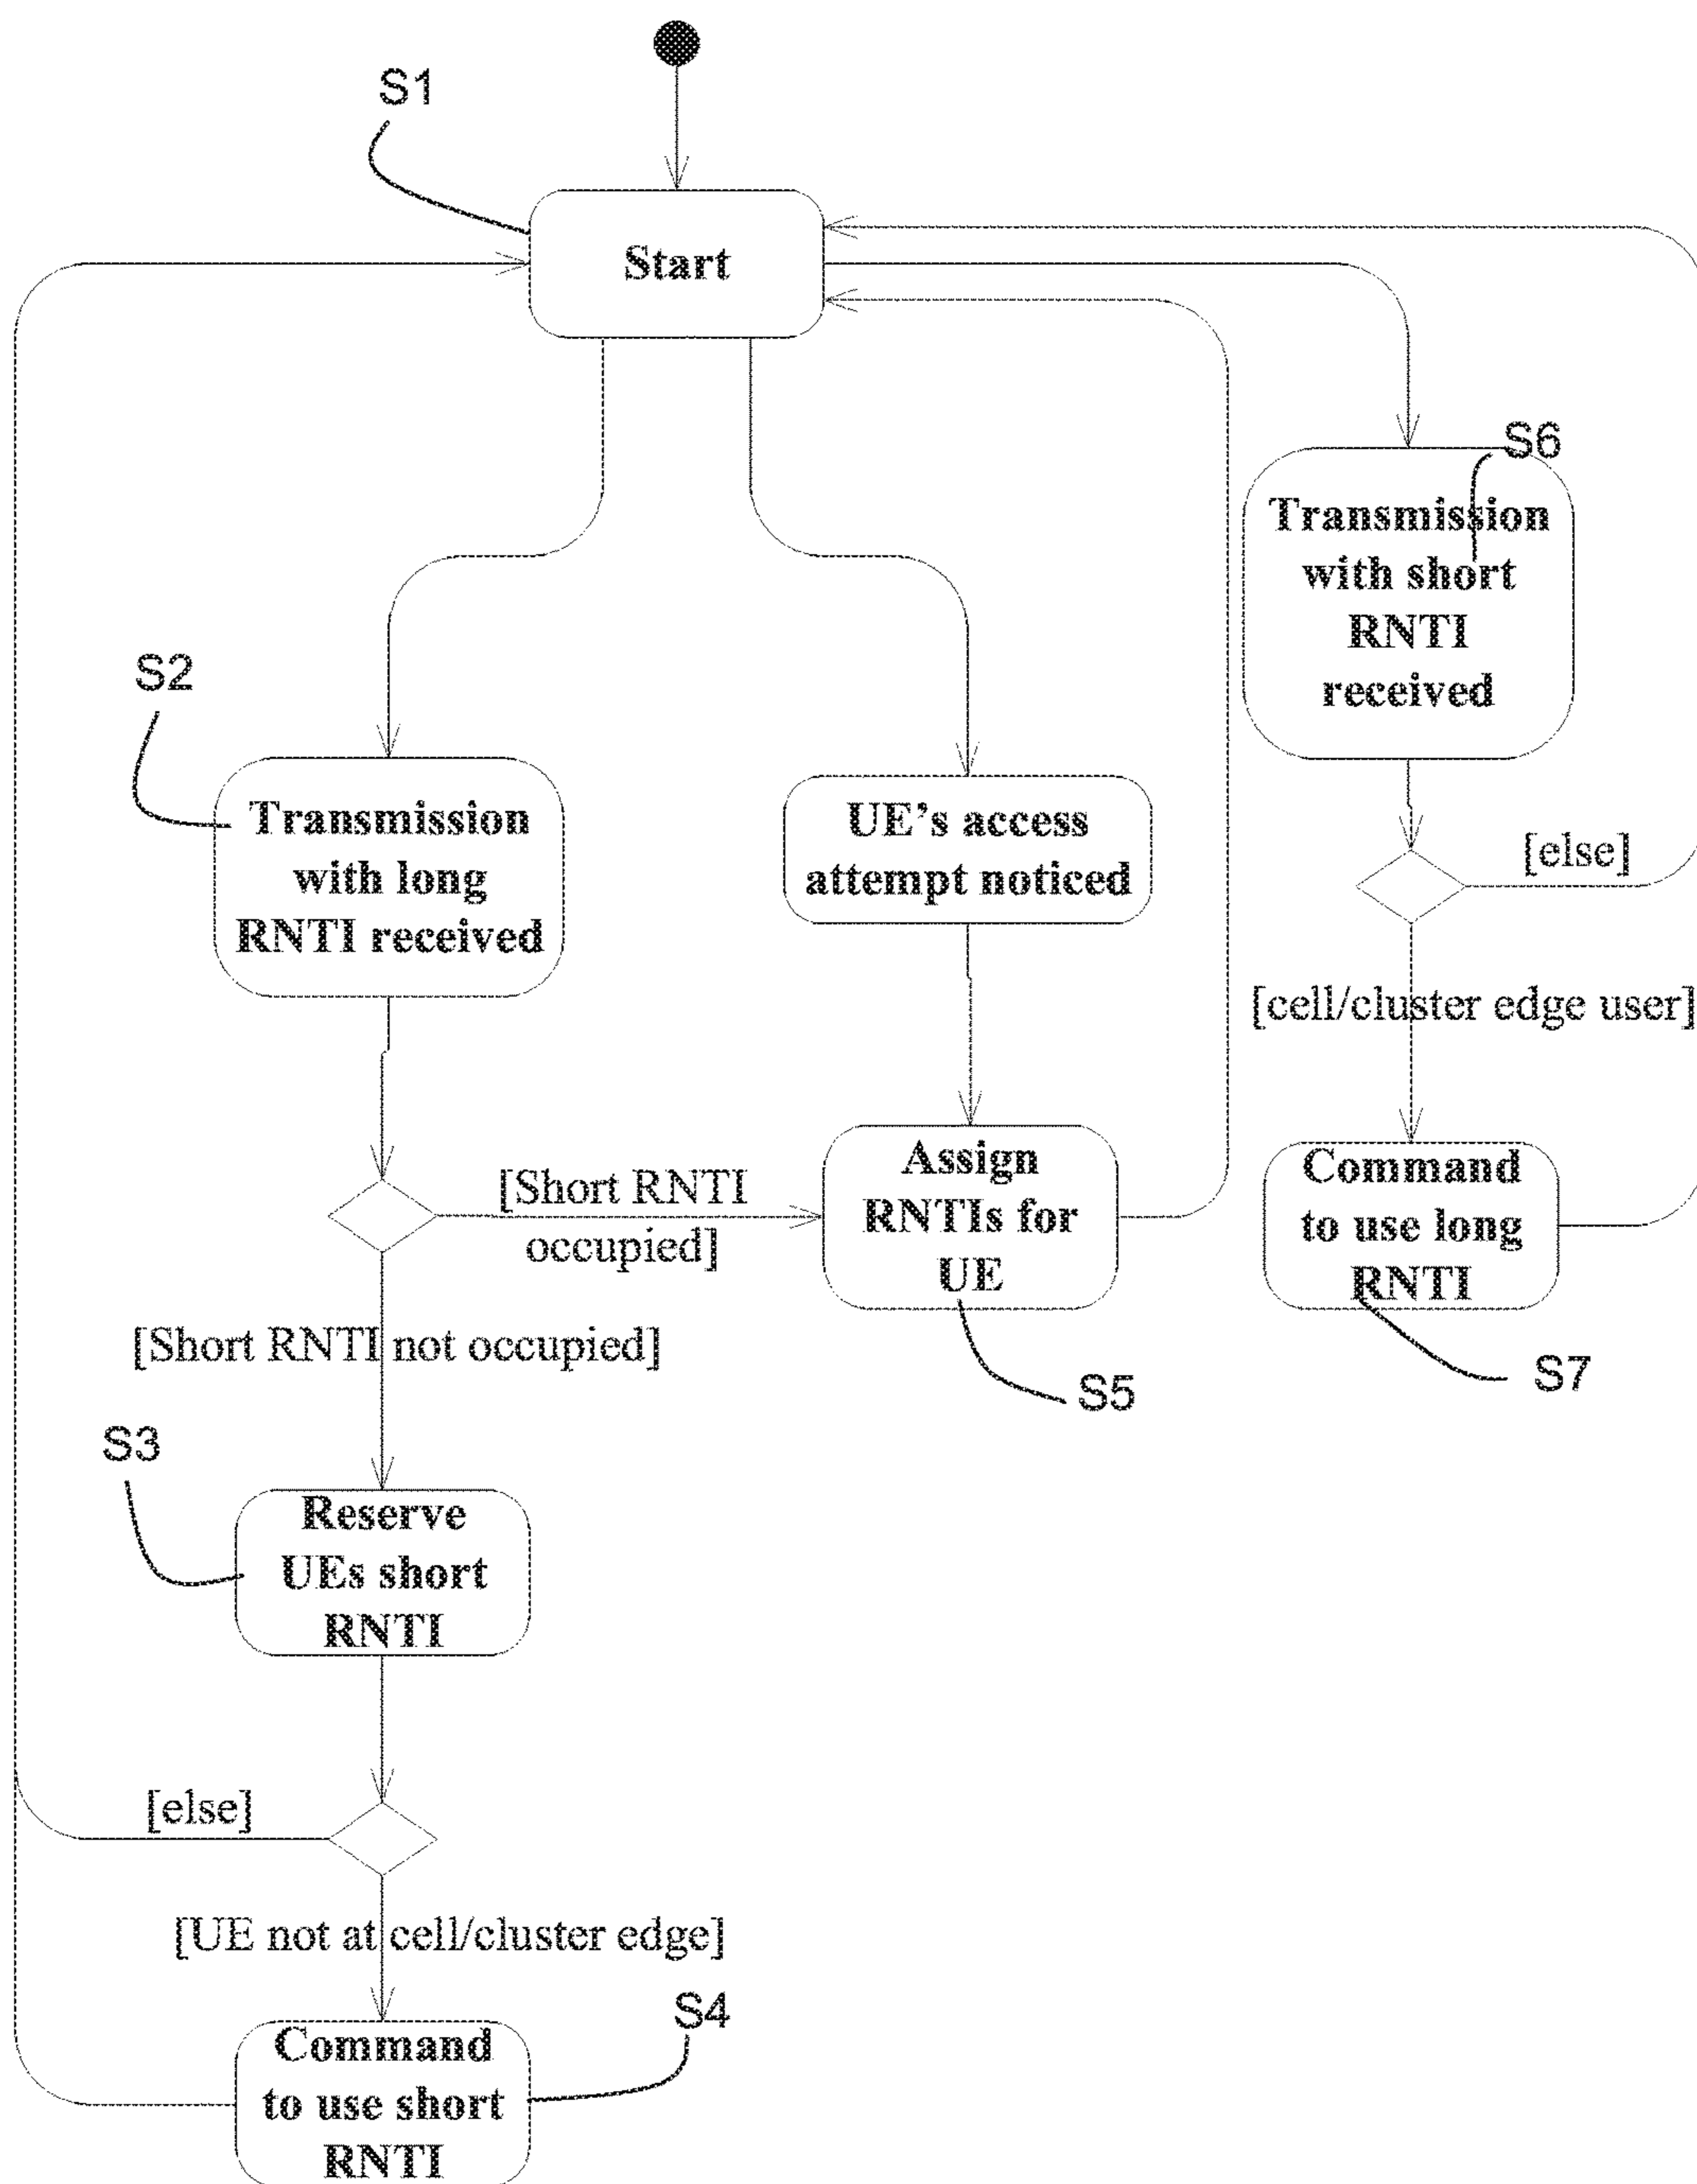 S1
Start
S6
Transmission
with short
RNTI
received
S2
Transmission
with long
RNTI received
UE's access
attempt noticed
[else]
[cell/cluster edge user]
[Short RNTI
occupied]
Assign
RNTIs for
UE
Command
to use long
RNTI
[Short RNTI not occupied]
S5
S7
S3
Reserve
UEs short
RNTI
[else]
[UE not at cell/cluster edge]
S4
Command
to use short
RNTI